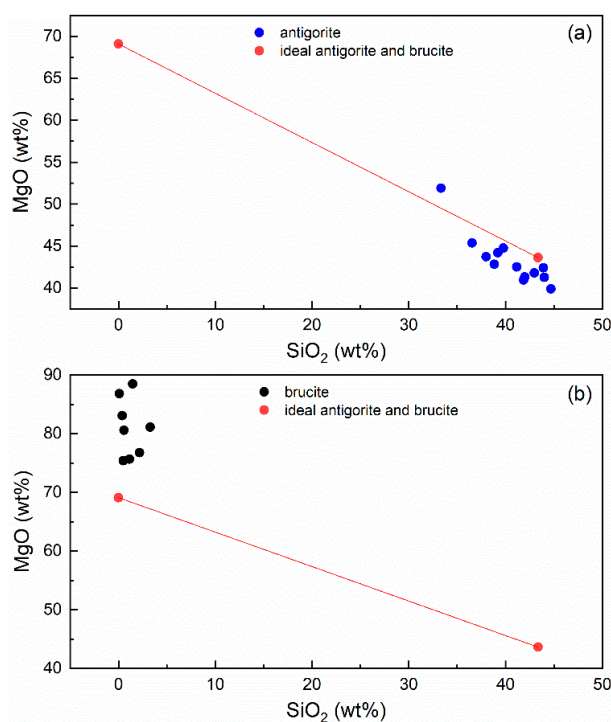 (a)
antigorite
ideal antigorite and brucite
MgO (wt%)
70
65
60
55
50
45
40
0 10 20 30 40 50
SiO₂ (wt%)
(b)
brucite
ideal antigorite and brucite
MgO (wt%)
90
80
70
60
50
40
0 10 20 30 40 50
SiO₂ (wt%)